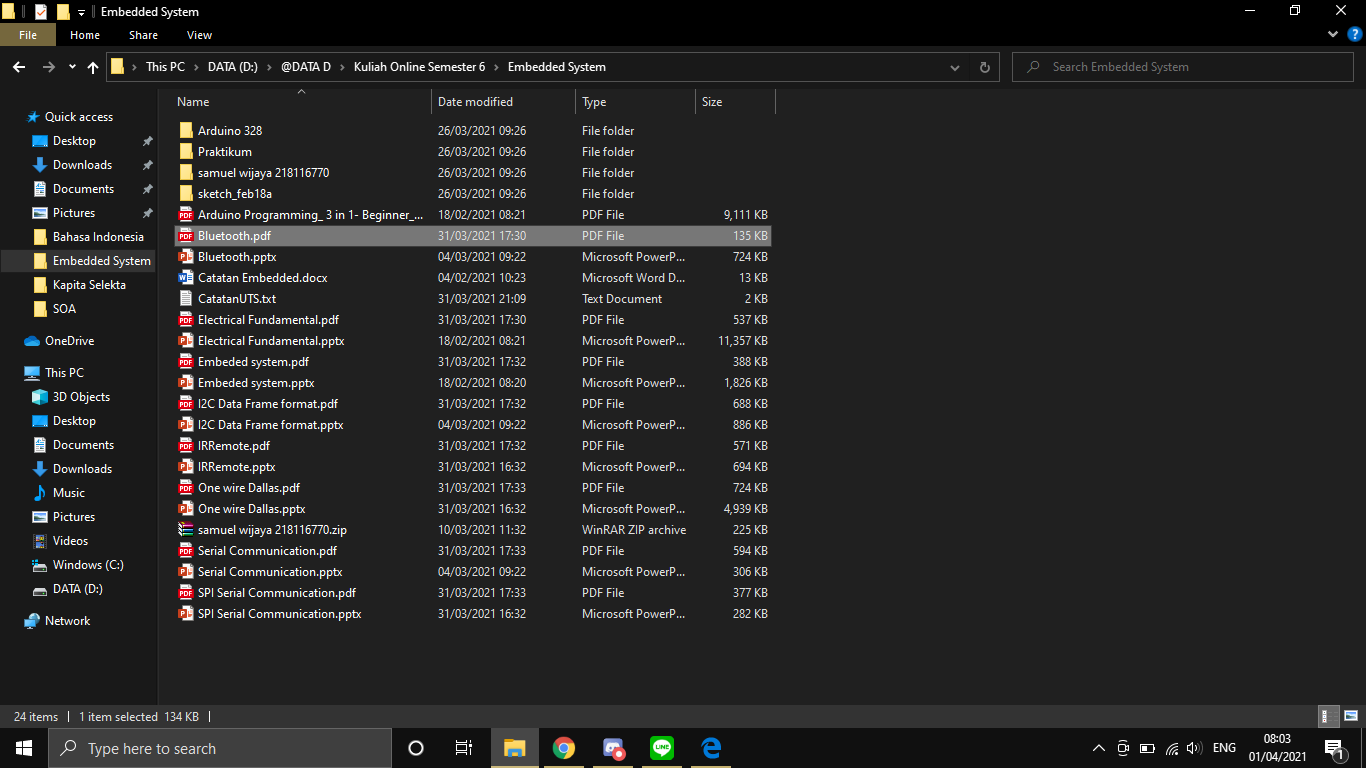 Embedded System
File Home Share View
This PC DATA (D:) @DATA D Kuliah Online Semester 6 Embedded System
Search Embedded System
Name Date modified Type Size
Quick access
Desktop
Downloads
Documents
Pictures
Bahasa Indonesia
Embedded System
Kapita Selekta
SOA
OneDrive
This PC
3D Objects
Desktop
Documents
Downloads
Music
Pictures
Videos
Windows (C:)
DATA (D:)
Network
Arduino 328 26/03/2021 09:26 File folder
Praktikum 26/03/2021 09:26 File folder
samuel wijaya 218116770 26/03/2021 09:26 File folder
sketch_feb18a 26/03/2021 09:26 File folder
Arduino Programming_ 3 in 1- Beginner_... 18/02/2021 08:21 PDF File 9,111 KB
Bluetooth.pdf 31/03/2021 17:30 PDF File 135 KB
Bluetooth.pptx 04/03/2021 09:22 Microsoft PowerP... 724 KB
Catatan Embedded.docx 04/02/2021 10:23 Microsoft Word D... 13 KB
CatatanUTS.txt 31/03/2021 21:09 Text Document 2 KB
Electrical Fundamental.pdf 31/03/2021 17:30 PDF File 537 KB
Electrical Fundamental.pptx 18/02/2021 08:21 Microsoft PowerP... 11,357 KB
Embeded system.pdf 31/03/2021 17:32 PDF File 388 KB
Embeded system.pptx 18/02/2021 08:20 Microsoft PowerP... 1,826 KB
I2C Data Frame format.pdf 31/03/2021 17:32 PDF File 688 KB
I2C Data Frame format.pptx 04/03/2021 09:22 Microsoft PowerP... 886 KB
IRRemote.pdf 31/03/2021 17:32 PDF File 571 KB
IRRemote.pptx 31/03/2021 16:32 Microsoft PowerP... 694 KB
One wire Dallas.pdf 31/03/2021 17:33 PDF File 724 KB
One wire Dallas.pptx 31/03/2021 16:32 Microsoft PowerP... 4,939 KB
samuel wijaya 218116770.zip 10/03/2021 11:32 WinRAR ZIP archive 225 KB
Serial Communication.pdf 31/03/2021 17:33 PDF File 594 KB
Serial Communication.pptx 04/03/2021 09:22 Microsoft PowerP... 306 KB
SPI Serial Communication.pdf 31/03/2021 17:33 PDF File 377 KB
SPI Serial Communication.pptx 31/03/2021 16:32 Microsoft PowerP... 282 KB
24 items 1 item selected 134 KB
Type here to search
LINE
ENG
08:03
01/04/2021
1